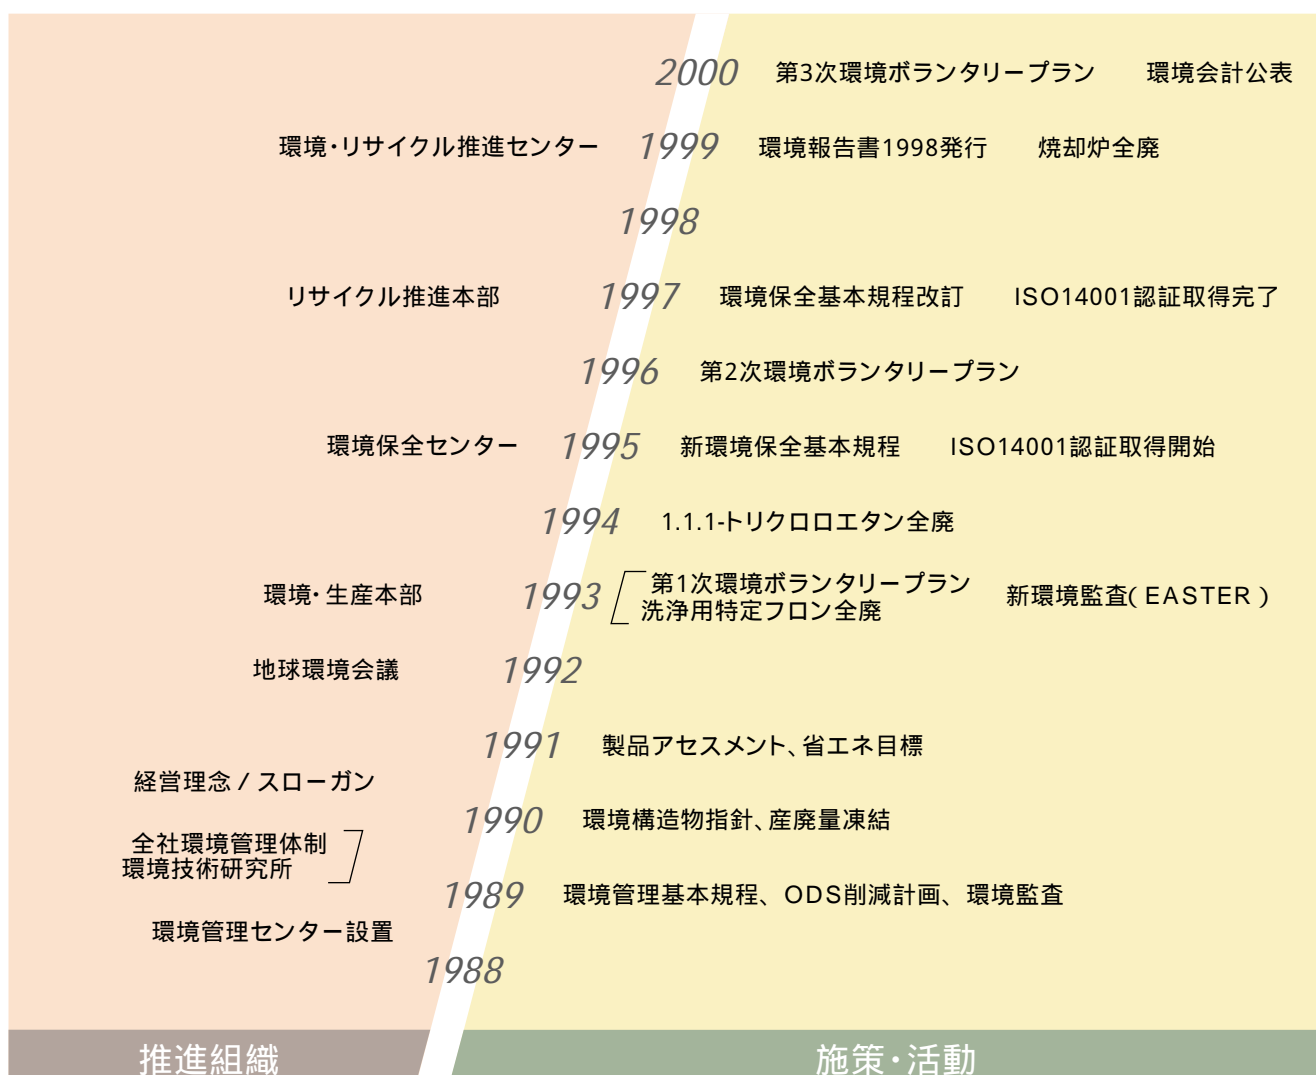 2000 第3次環境ボランタリープラン 環境会計公表
環境・リサイクル推進センター 1999 環境報告書1998発行 焼却炉全廃
1998
リサイクル推進本部 1997 環境保全基本規程改訂 ISO14001認証取得完了
1996 第2次環境ボランタリープラン
環境保全センター 1995 新環境保全基本規程 ISO14001認証取得開始
1994 1.1.1-トリクロロエタン全廃
環境・生産本部 1993 第1次環境ボランタリープラン
洗浄用特定フロン全廃 新環境監査(EASTER)
地球環境会議 1992
1991 製品アセスメント、省エネ目標
経営理念/スローガン
1990 環境構造物指針、産廃量凍結
全社環境管理体制
環境技術研究所
1989 環境管理基本規程、ODS削減計画、環境監査
環境管理センター設置
1988
推進組織 施策・活動